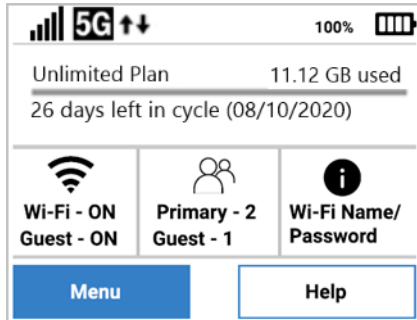 5G 100%
Unlimited Plan 11.12 GB used
26 days left in cycle (08/10/2020)
Wi-Fi - ON
Guest - ON
Primary - 2
Guest - 1
Wi-Fi Name/
Password
Menu Help